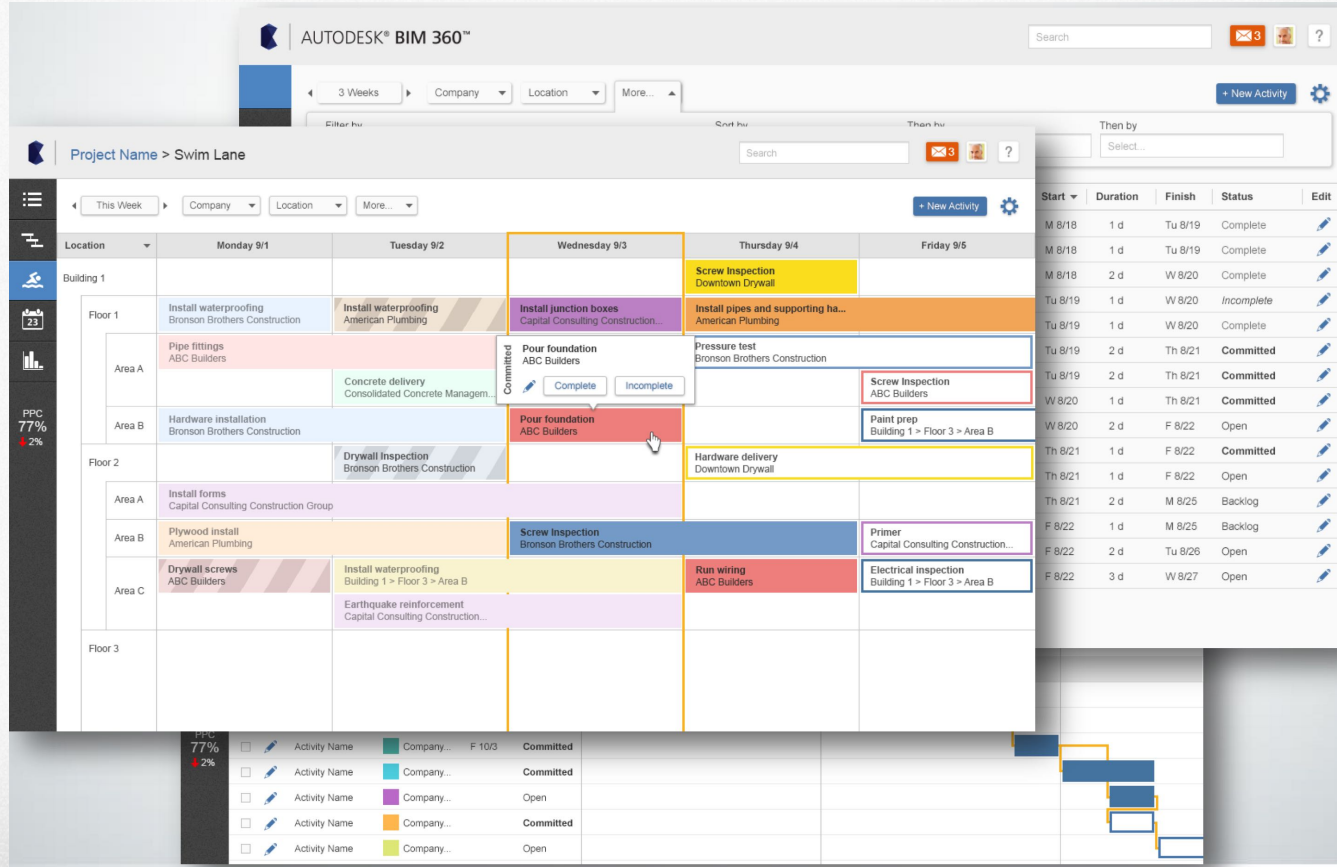 AUTODESK® BIM 360™
Search
3
?
3 Weeks
Company
Location
More...
+ New Activity
Filter by
Sort by
Then by
Then by
Select...
Project Name > Swim Lane
Search
3
?
This Week
Company
Location
More...
+ New Activity
Location
Monday 9/1
Tuesday 9/2
Wednesday 9/3
Thursday 9/4
Friday 9/5
Building 1
Screw Inspection
Downtown Drywall
Floor 1
Install waterproofing
Bronson Brothers Construction
Install waterproofing
American Plumbing
Install junction boxes
Capital Consulting Construction...
Install pipes and supporting ha...
American Plumbing
Area A
Pipe fittings
ABC Builders
Committed
Pour foundation
ABC Builders
Complete
Incomplete
Pressure test
Bronson Brothers Construction
Concrete delivery
Consolidated Concrete Managem...
Screw Inspection
ABC Builders
Area B
Hardware installation
Bronson Brothers Construction
Pour foundation
ABC Builders
Paint prep
Building 1 > Floor 3 > Area B
Floor 2
Drywall Inspection
Bronson Brothers Construction
Hardware delivery
Downtown Drywall
Area A
Install forms
Capital Consulting Construction Group
Area B
Plywood install
American Plumbing
Screw Inspection
Bronson Brothers Construction
Primer
Capital Consulting Construction...
Area C
Drywall screws
ABC Builders
Install waterproofing
Building 1 > Floor 3 > Area B
Run wiring
ABC Builders
Electrical inspection
Building 1 > Floor 3 > Area B
Earthquake reinforcement
Capital Consulting Construction...
Floor 3
23
PPC
77%
2%
Start Duration Finish Status Edit
M 8/18 1 d Tu 8/19 Complete
M 8/18 1 d Tu 8/19 Complete
M 8/18 2 d W 8/20 Complete
Tu 8/19 1 d W 8/20 Incomplete
Tu 8/19 1 d W 8/20 Complete
Tu 8/19 2 d Th 8/21 Committed
Tu 8/19 2 d Th 8/21 Committed
W 8/20 1 d Th 8/21 Committed
W 8/20 2 d F 8/22 Open
Th 8/21 1 d F 8/22 Committed
Th 8/21 1 d F 8/22 Open
Th 8/21 2 d M 8/25 Backlog
F 8/22 1 d M 8/25 Backlog
F 8/22 2 d Tu 8/26 Open
F 8/22 3 d W 8/27 Open
PPC
77%
2%
Activity Name Company... F 10/3 Committed
Activity Name Company... Committed
Activity Name Company... Open
Activity Name Company... Committed
Activity Name Company... Open